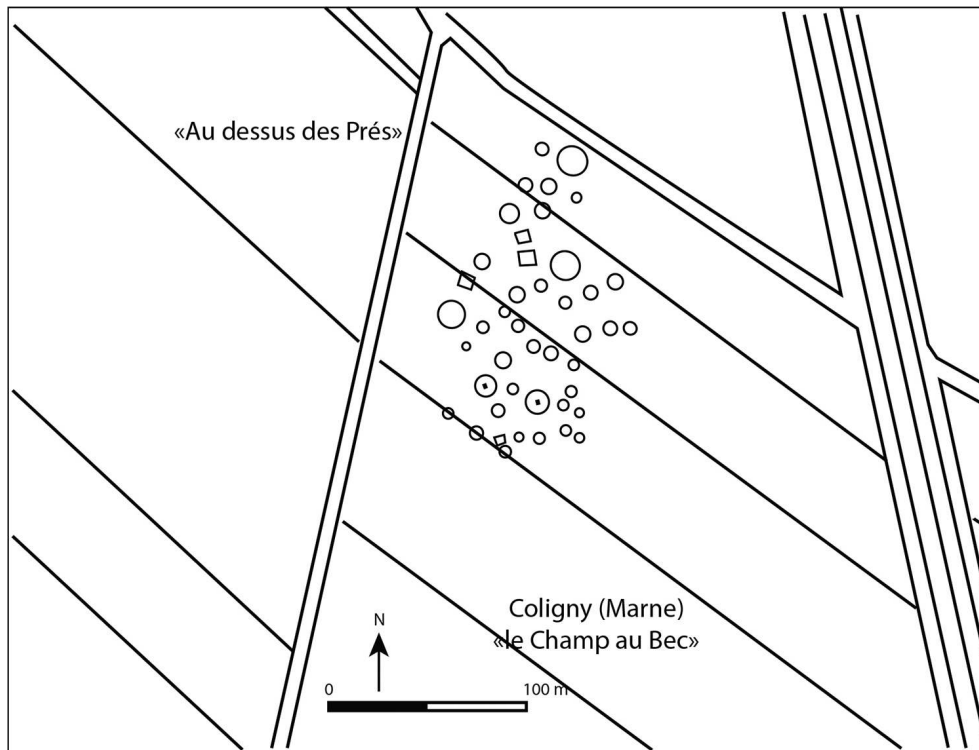 «Au dessus des Prés»
Coligny (Marne)
«le Champ au Bec»
N
0 100 m